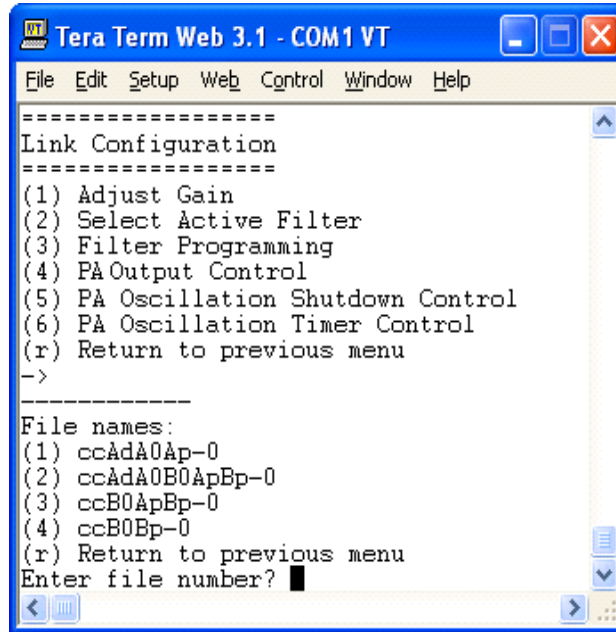 Tera Term Web 3.1 - COM1 VT
File Edit Setup Web Control Window Help
==================
Link Configuration
==================
(1) Adjust Gain
(2) Select Active Filter
(3) Filter Programming
(4) PA Output Control
(5) PA Oscillation Shutdown Control
(6) PA Oscillation Timer Control
(r) Return to previous menu
->
------------
File names:
(1) ccAdA0Ap-0
(2) ccAdA0B0ApBp-0
(3) ccB0ApBp-0
(4) ccB0Bp-0
(r) Return to previous menu
Enter file number?